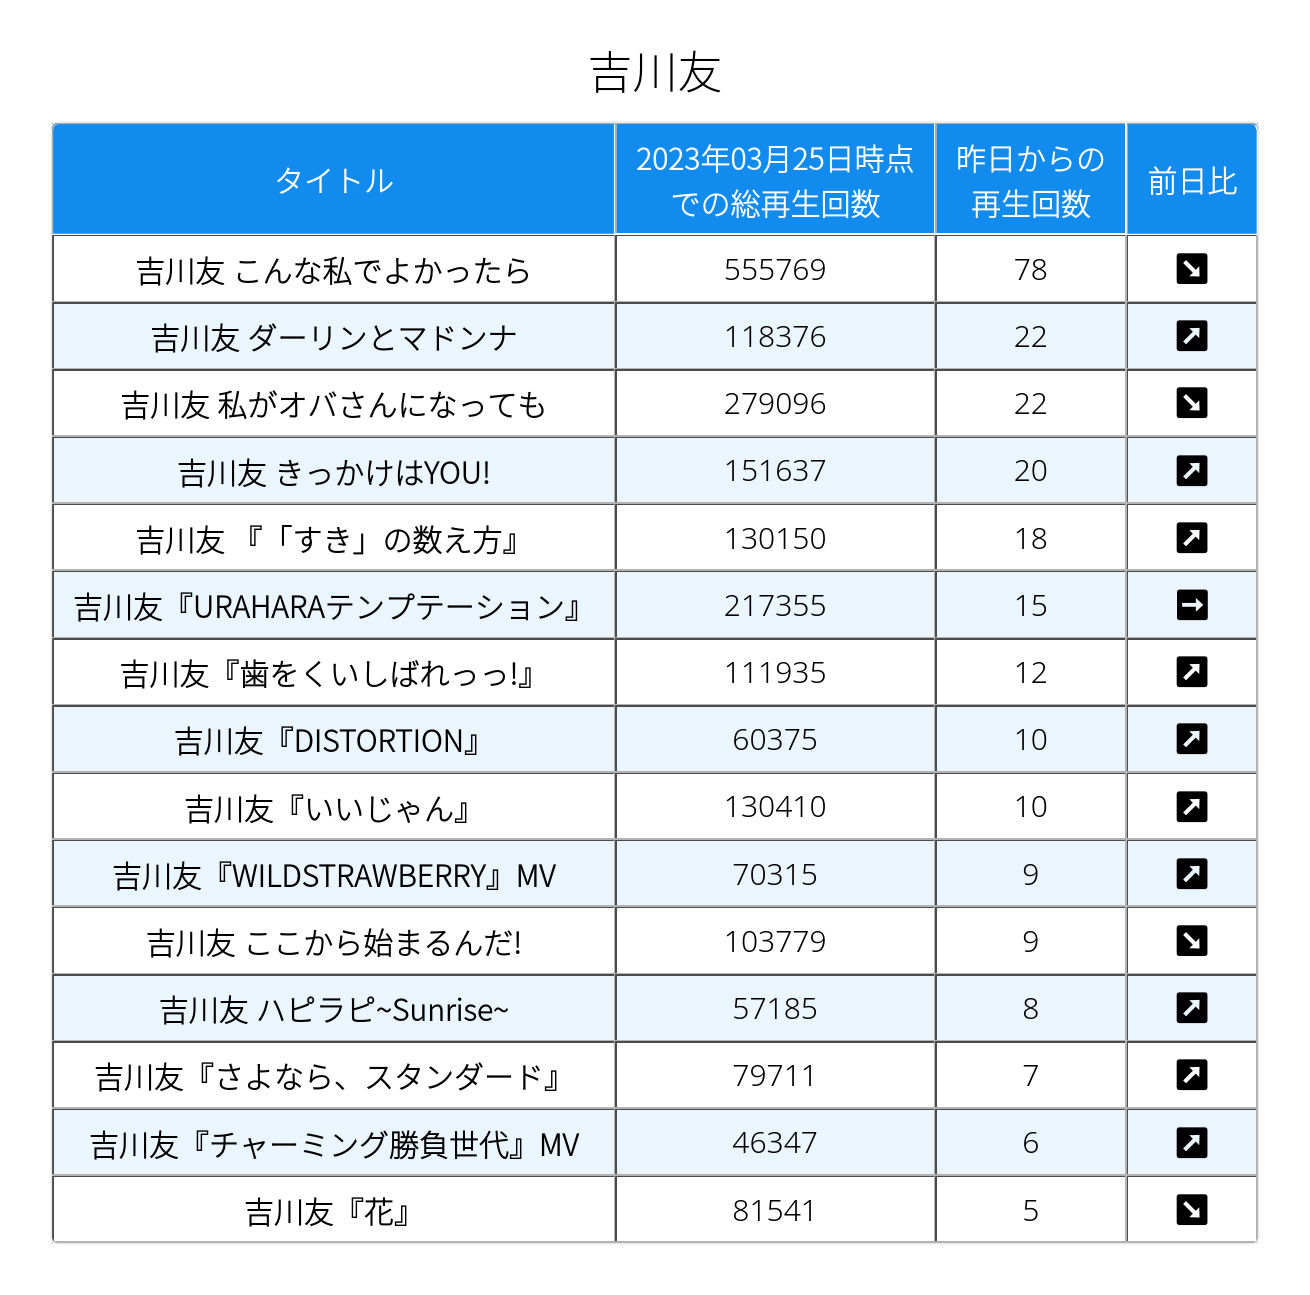 吉川友
タイトル
2023年03月25日時点
での総再生回数
昨日からの
再生回数
前日比
吉川友 こんな私でよかったら 555769 78 ↘
吉川友 ダーリンとマドンナ 118376 22 ↗
吉川友 私がオバさんになっても 279096 22 ↘
吉川友 きっかけはYOU! 151637 20 ↗
吉川友 『「すき」の数え方』 130150 18 ↗
吉川友『URAHARAテンプテーション』 217355 15 →
吉川友『歯をくいしばれっっ!』 111935 12 ↗
吉川友『DISTORTION』 60375 10 ↗
吉川友『いいじゃん』 130410 10 ↗
吉川友『WILDSTRAWBERRY』MV 70315 9 ↗
吉川友 ここから始まるんだ! 103779 9 ↘
吉川友 ハピラピ~Sunrise~ 57185 8 ↗
吉川友『さよなら、スタンダード』 79711 7 ↗
吉川友『チャーミング勝負世代』MV 46347 6 ↗
吉川友『花』 81541 5 ↘